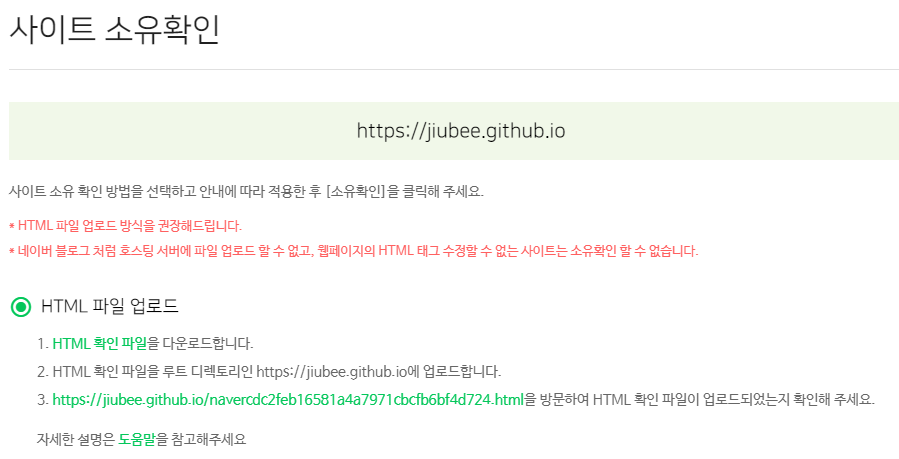 사이트 소유확인
https://jiubee.github.io
사이트 소유 확인 방법을 선택하고 안내에 따라 적용한 후 [소유확인]을 클릭해 주세요.
* HTML 파일 업로드 방식을 권장해드립니다.
* 네이버 블로그 처럼 호스팅 서버에 파일 업로드 할 수 없고, 웹페이지의 HTML 태그 수정할 수 없는 사이트는 소유확인 할 수 없습니다.
HTML 파일 업로드
1. HTML 확인 파일을 다운로드합니다.
2. HTML 확인 파일을 루트 디렉토리인 https://jiubee.github.io에 업로드합니다.
3. https://jiubee.github.io/navercdc2feb16581a4a7971cbcfb6bf4d724.html을 방문하여 HTML 확인 파일이 업로드되었는지 확인해 주세요.
자세한 설명은 도움말을 참고해주세요